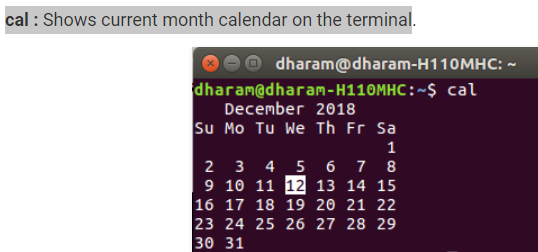 cal : Shows current month calendar on the terminal.
dharam@dharam-H110MHC: ~
dharam@dharam-H110MHC:~$ cal
December 2018
Su Mo Tu We Th Fr Sa
1
2 3 4 5 6 7 8
9 10 11 12 13 14 15
16 17 18 19 20 21 22
23 24 25 26 27 28 29
30 31